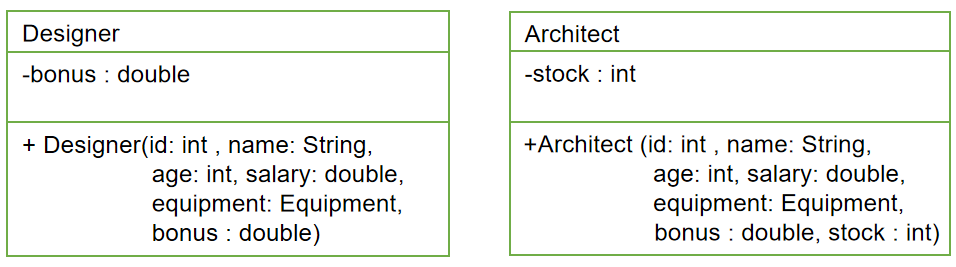 Designer
-bonus : double
+ Designer(id: int , name: String,
age: int, salary: double,
equipment: Equipment,
bonus : double)
Architect
-stock : int
+Architect (id: int , name: String,
age: int, salary: double,
equipment: Equipment,
bonus : double, stock : int)